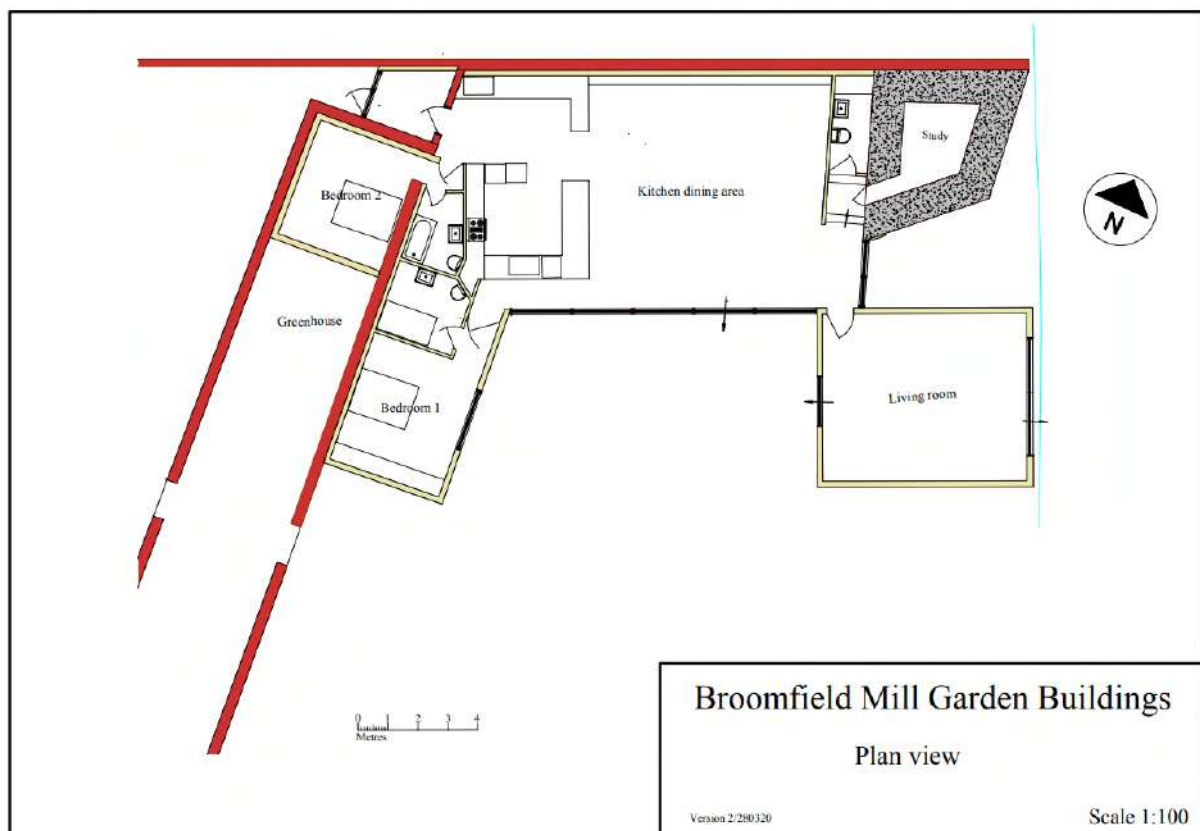 Study
Bedroom 2
Kitchen dining area
N
Greenhouse
Living room
Bedroom 1
0 1 2 3 4
Metres
Broomfield Mill Garden Buildings
Plan view
Version 2/280320
Scale 1:100